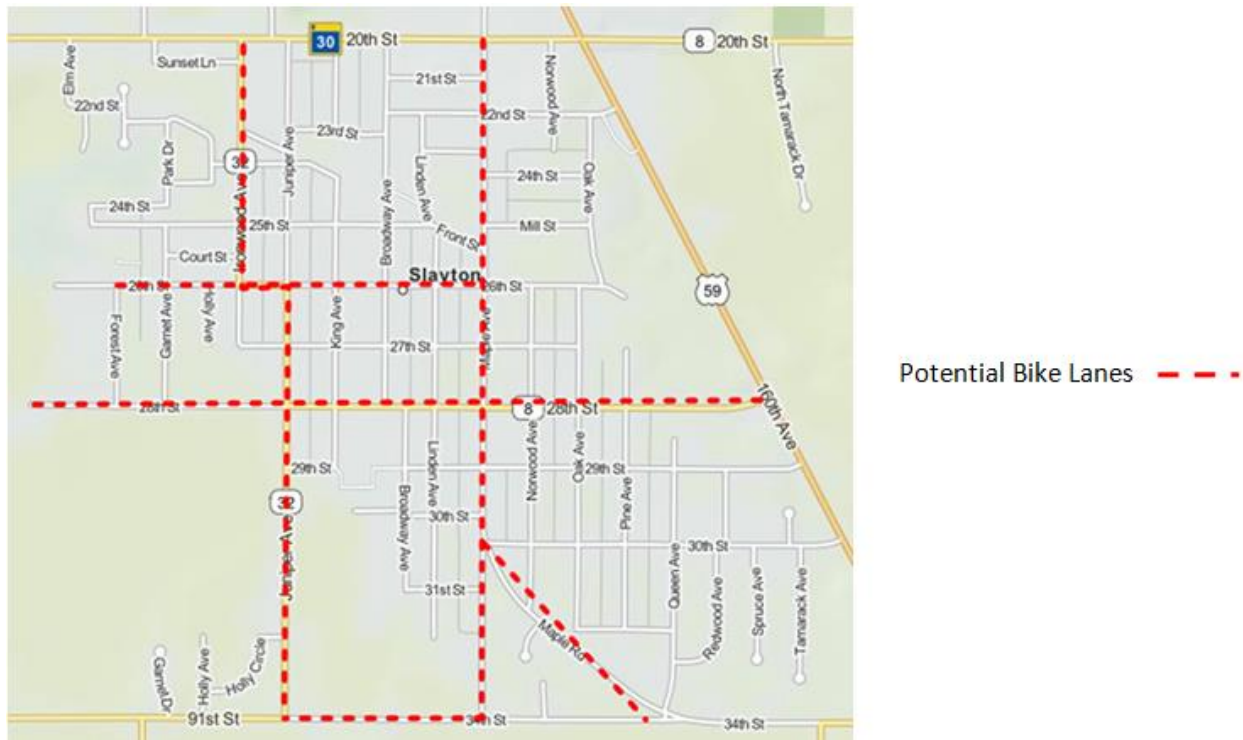 30
20th St
8
20th St
Elm Ave
Sunset Ln
21st St
Norwood Ave
North Tamarack Dr
22nd St
22nd St
23rd St
Juniper Ave
Park Dr
32
Linden Ave
24th St
Oak Ave
Broadway Ave
Ironwood Ave
24th St
25th St
Front St
Mill St
Court St
Slayton
26th St
26th St
59
Forest Ave
Garnet Ave
Holly Ave
King Ave
Maple Ave
27th St
Potential Bike Lanes
28th St
8
28th St
160th Ave
29th St
Linden Ave
Norwood Ave
Oak Ave
29th St
Broadway Ave
Pine Ave
32
30th St
Juniper Ave
30th St
31st St
Queen Ave
Redwood Ave
Spruce Ave
Tamarack Ave
Maple Rd
Garnet Dr
Holly Ave
Holly Circle
91st St
34th St
34th St